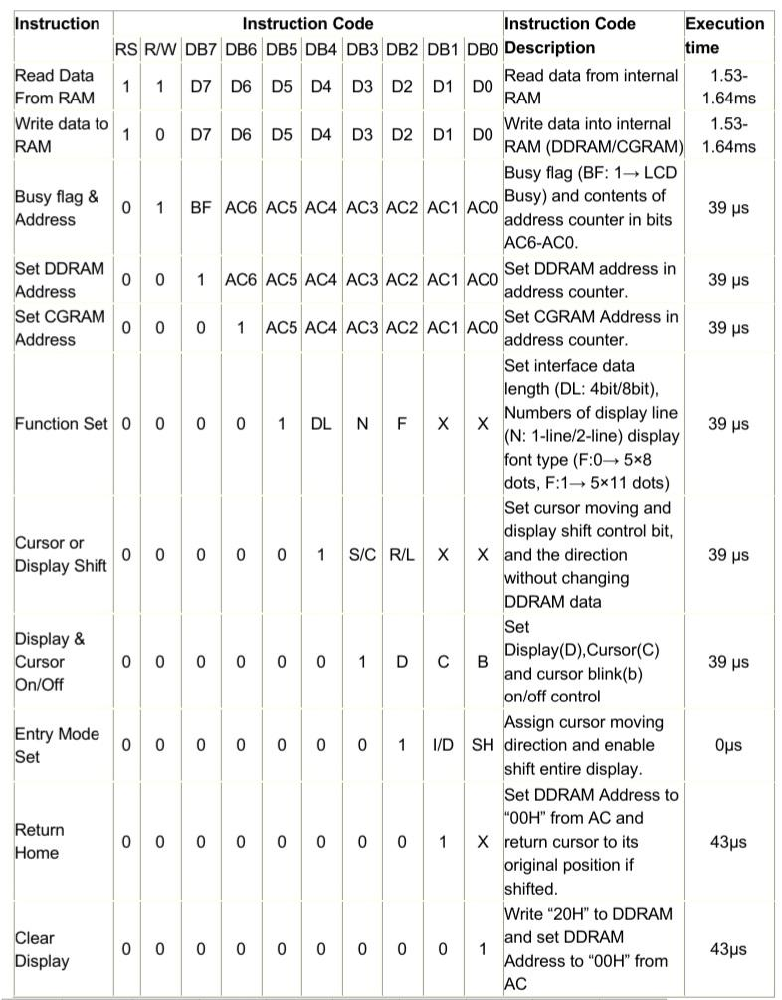 Instruction Instruction Code Instruction Code Execution
RS R/W DB7 DB6 DB5 DB4 DB3 DB2 DB1 DB0 Description time
Read Data Read data from internal 1.53-
1 1 D7 D6 D5 D4 D3 D2 D1 D0
From RAM RAM 1.64ms
Write data to Write data into internal 1.53-
1 0 D7 D6 D5 D4 D3 D2 D1 D0
RAM RAM (DDRAM/CGRAM) 1.64ms
Busy flag (BF: 1→ LCD
Busy flag & Busy) and contents of
0 1 BF AC6 AC5 AC4 AC3 AC2 AC1 AC0 39 µs
Address address counter in bits
AC6-AC0.
Set DDRAM Set DDRAM address in
0 0 1 AC6 AC5 AC4 AC3 AC2 AC1 AC0 39 µs
Address address counter.
Set CGRAM Set CGRAM Address in
0 0 0 1 AC5 AC4 AC3 AC2 AC1 AC0 39 µs
Address address counter.
Set interface data
length (DL: 4bit/8bit),
Numbers of display line
Function Set 0 0 0 0 1 DL N F X X 39 µs
(N: 1-line/2-line) display
font type (F:0→ 5×8
dots, F:1→ 5×11 dots)
Set cursor moving and
display shift control bit,
Cursor or
0 0 0 0 0 1 S/C R/L X X and the direction 39 µs
Display Shift
without changing
DDRAM data
Set
Display & Display(D),Cursor(C)
Cursor 0 0 0 0 0 0 1 D C B and cursor blink(b) 39 µs
On/Off on/off control
Assign cursor moving
Entry Mode
0 0 0 0 0 0 0 1 I/D SH direction and enable 0µs
Set
shift entire display.
Set DDRAM Address to
“00H” from AC and
Return
0 0 0 0 0 0 0 0 1 X return cursor to its 43µs
Home
original position if
shifted.
Write “20H” to DDRAM
Clear and set DDRAM
0 0 0 0 0 0 0 0 0 1 43µs
Display Address to “00H” from
AC